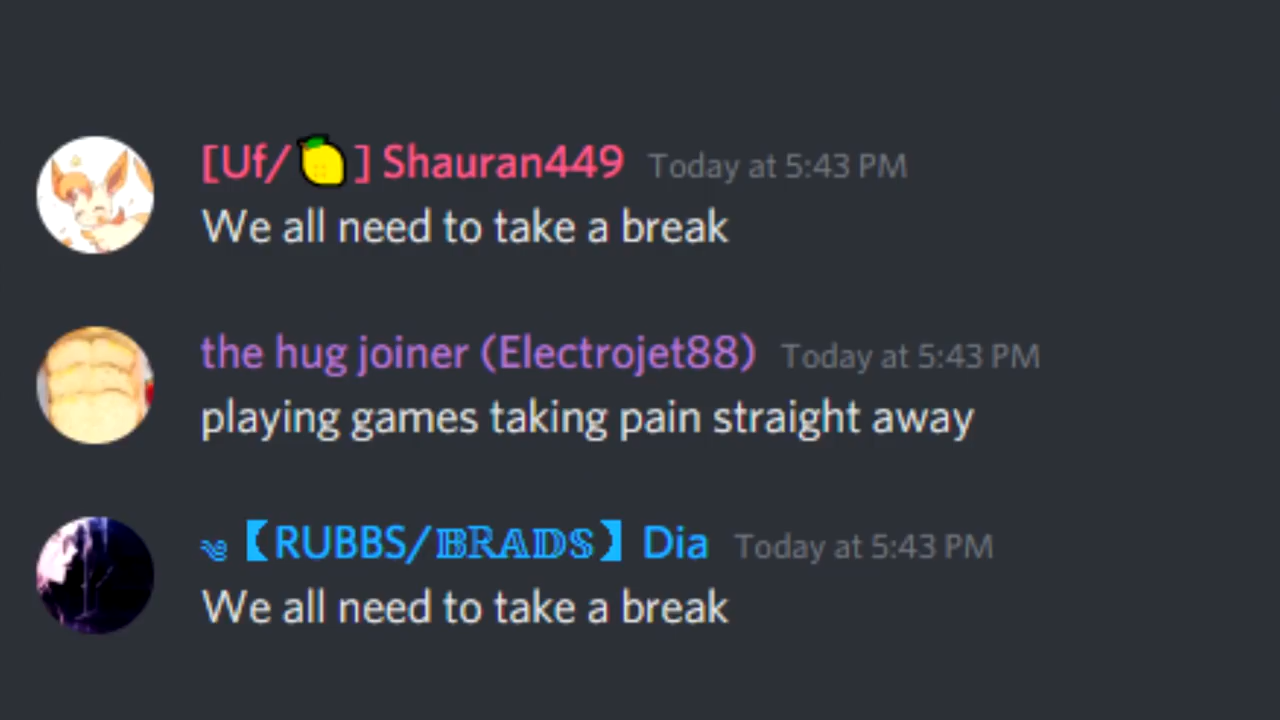 [Uf/🍋] Shauran449 Today at 5:43 PM
We all need to take a break
the hug joiner (Electrojet88) Today at 5:43 PM
playing games taking pain straight away
༄【RUBBS/𝔹ℝ𝔸𝔻𝕊】Dia Today at 5:43 PM
We all need to take a break